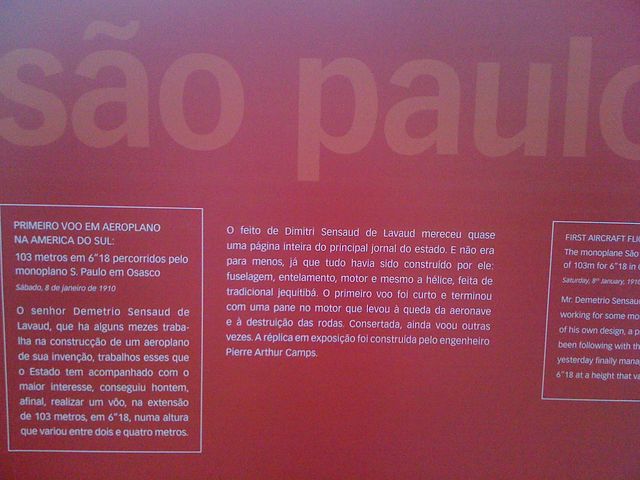 são paulo
PRIMEIRO VOO EM AEROPLANO
NA AMERICA DO SUL:
103 metros em 6"18 percorridos pelo
monoplano S. Paulo em Osasco
Sábado, 8 de janeiro de 1910
O senhor Demetrio Sensaud de
Lavaud, que ha alguns mezes traba-
lha na construcção de um aeroplano
de sua invenção, trabalhos esses que
o Estado tem acompanhado com o
maior interesse, conseguiu hontem,
afinal, realizar um vôo, na extensão
de 103 metros, em 6"18, numa altura
que variou entre dois e quatro metros.
O feito de Dimitri Sensaud de Lavaud mereceu quase
uma página inteira do principal jornal do estado. E não era
para menos, já que tudo havia sido construído por ele:
fuselagem, entelamento, motor e mesmo a hélice, feita de
tradicional jequitibá. O primeiro voo foi curto e terminou
com uma pane no motor que levou à queda da aeronave
e à destruição das rodas. Consertada, ainda voou outras
vezes. A réplica em exposição foi construída pelo engenheiro
Pierre Arthur Camps.
FIRST AIRCRAFT
The monoplane São
of 103m for 6"18 in
Saturday, 8th January, 1910
Mr. Demetrio Sensaud
working for some
of his own design, a
been following with
yesterday finally
6"18 at a height that